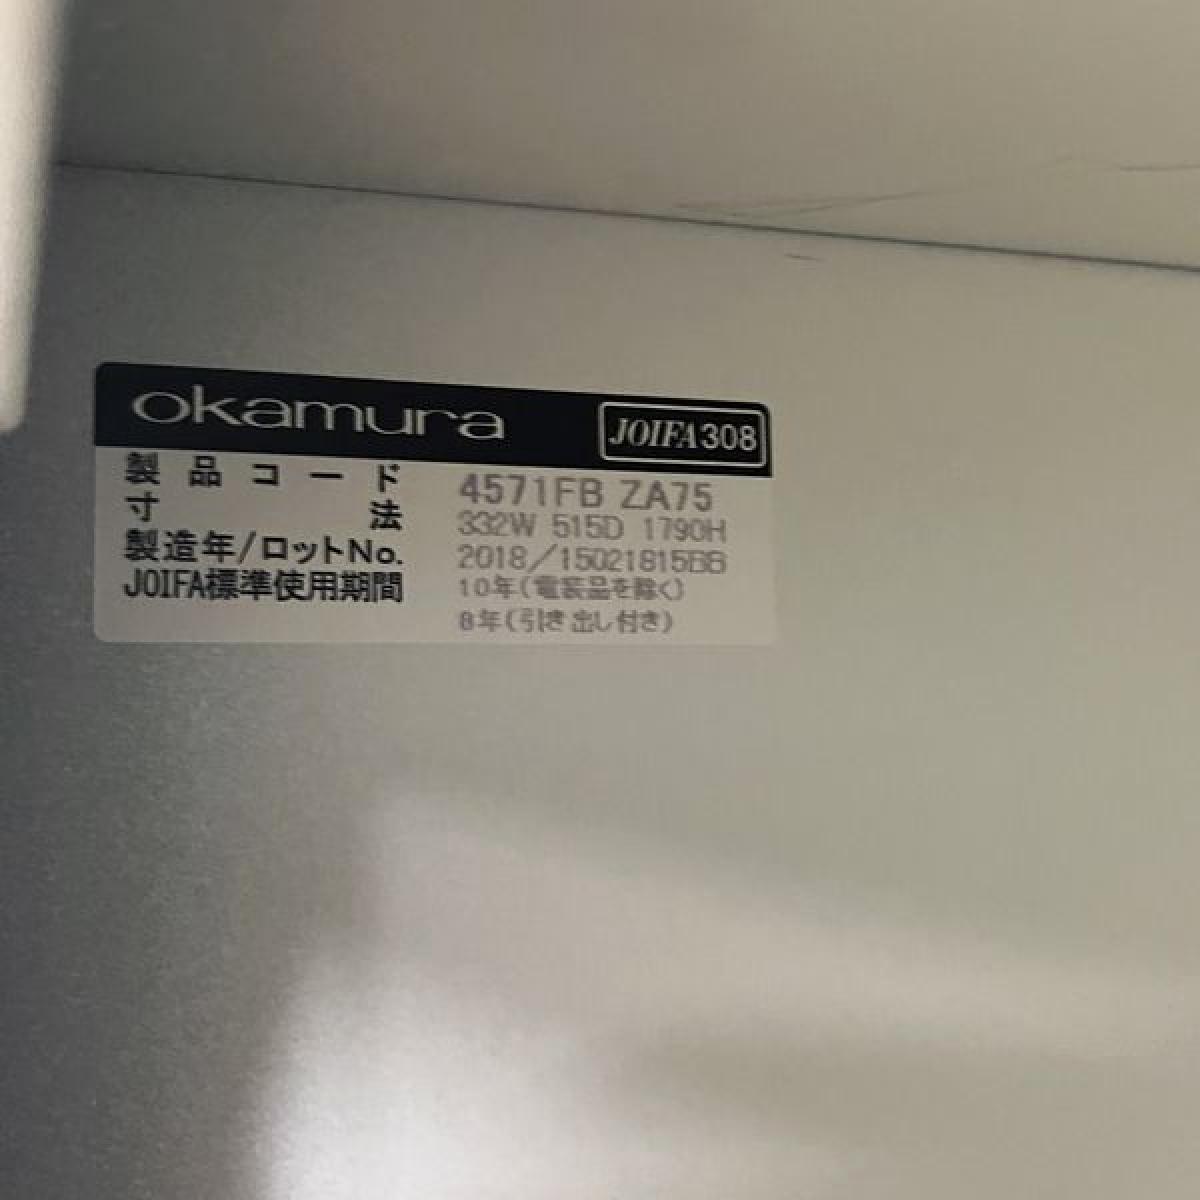 okamura JOIFA308
製品コード 4571FB ZA75
寸法 332W 515D 1790H
製造年/ロットNo. 2018/15021815BB
JOIFA標準使用期間 10年(電装品を除く)
8年(引き出し付き)